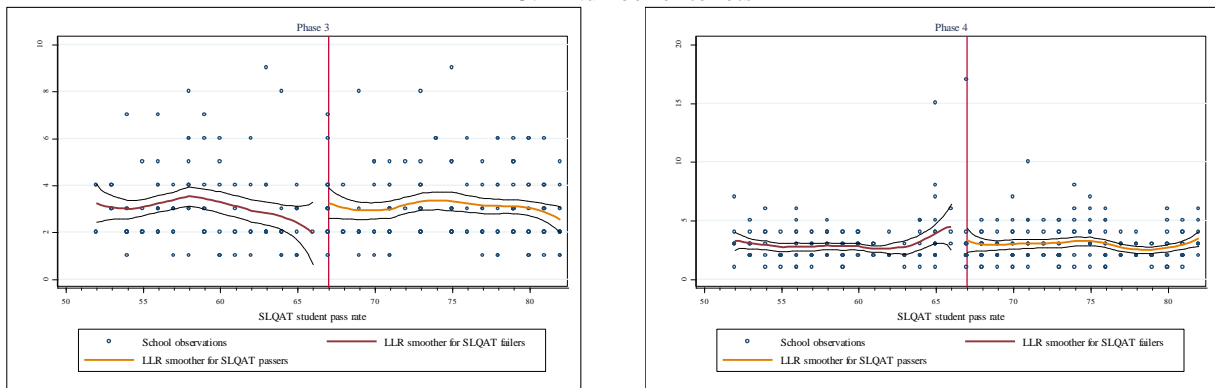 Phase 3
10
8
6
4
2
0
50 55 60 65 70 75 80
SLQAT student pass rate
School observations LLR smoother for SLQAT failers
LLR smoother for SLQAT passers
Phase 4
20
15
10
5
0
50 55 60 65 70 75 80
SLQAT student pass rate
School observations LLR smoother for SLQAT failers
LLR smoother for SLQAT passers